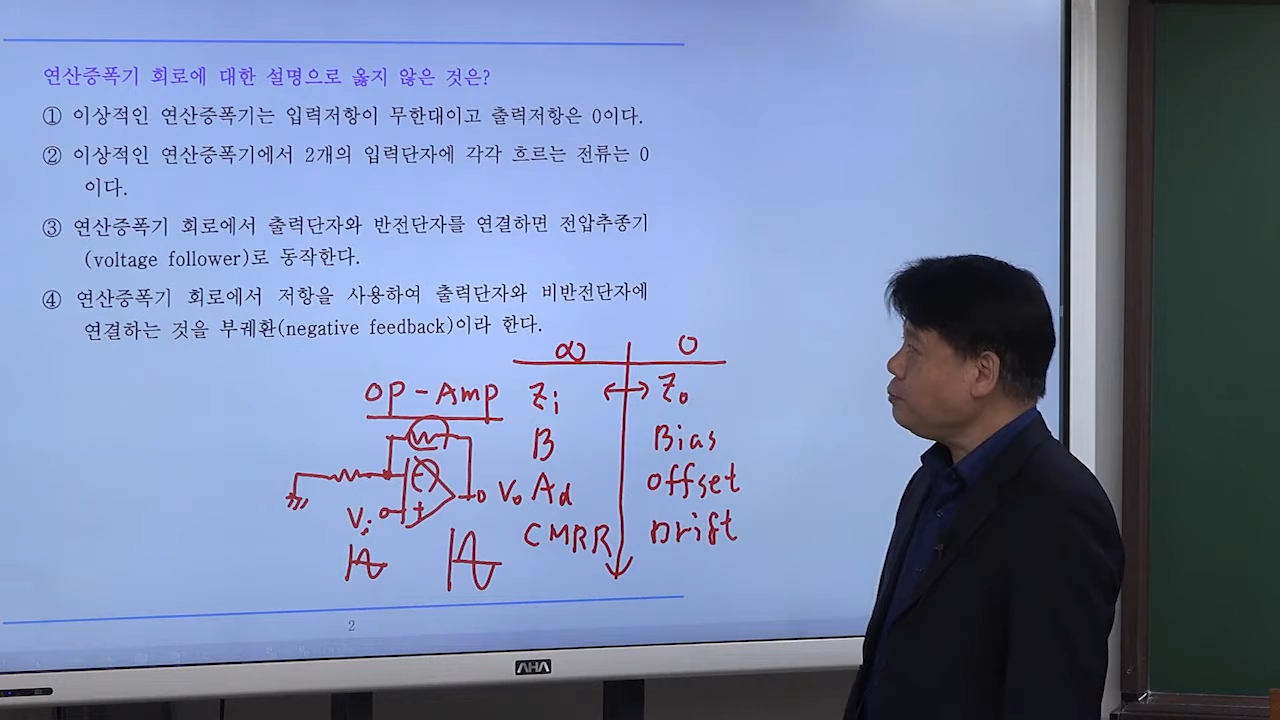 연산증폭기 회로에 대한 설명으로 옳지 않은 것은?
① 이상적인 연산증폭기는 입력저항이 무한대이고 출력저항은 0이다.
② 이상적인 연산증폭기에서 2개의 입력단자에 각각 흐르는 전류는 0
이다.
③ 연산증폭기 회로에서 출력단자와 반전단자를 연결하면 전압추종기
(voltage follower)로 동작한다.
④ 연산증폭기 회로에서 저항을 사용하여 출력단자와 비반전단자에
연결하는 것을 부궤환(negative feedback)이라 한다.
∞ 0
OP-Amp Zi Zo
B Bias
Vo Ad offset
Vi CMRR Drift
2
AHA